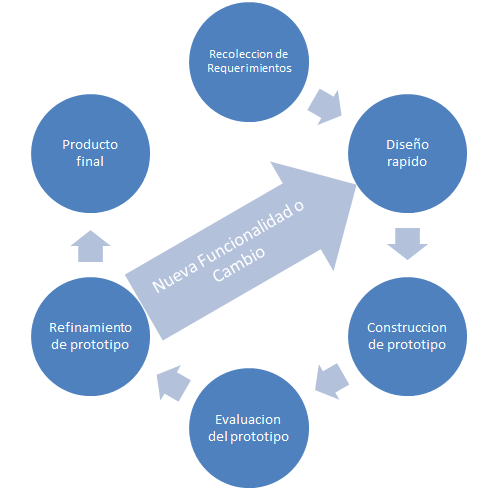 Recoleccion de
Requerimientos
Diseño
rapido
Construccion
de prototipo
Evaluacion
del prototipo
Refinamiento
de prototipo
Producto
final
Nueva Funcionalidad o
Cambio